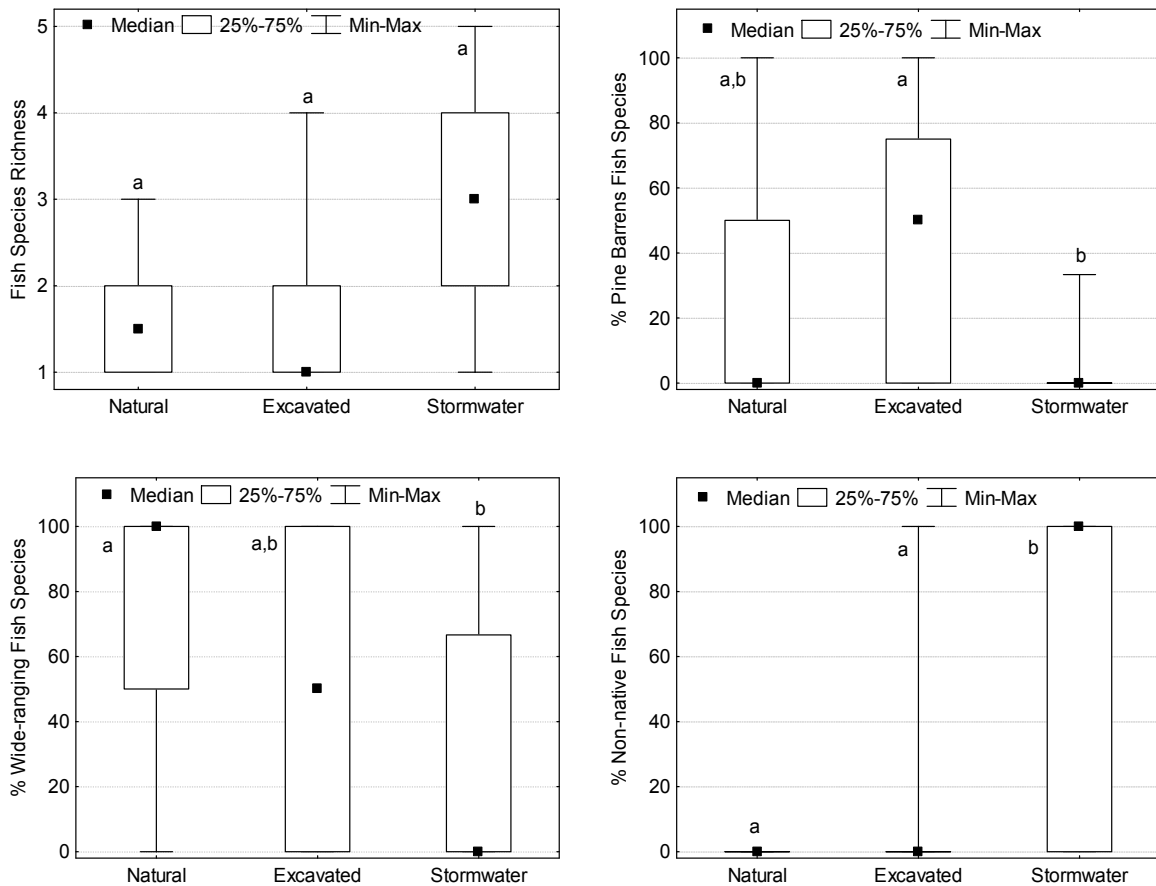 Median 25%-75% Min-Max
Fish Species Richness
5
4
3
2
1
a
a
a
Natural Excavated Stormwater
Median 25%-75% Min-Max
% Pine Barrens Fish Species
100
80
60
40
20
0
a,b
a
b
Natural Excavated Stormwater
Median 25%-75% Min-Max
% Wide-ranging Fish Species
100
80
60
40
20
0
a
a,b
b
Natural Excavated Stormwater
Median 25%-75% Min-Max
% Non-native Fish Species
100
80
60
40
20
0
a
a
b
Natural Excavated Stormwater